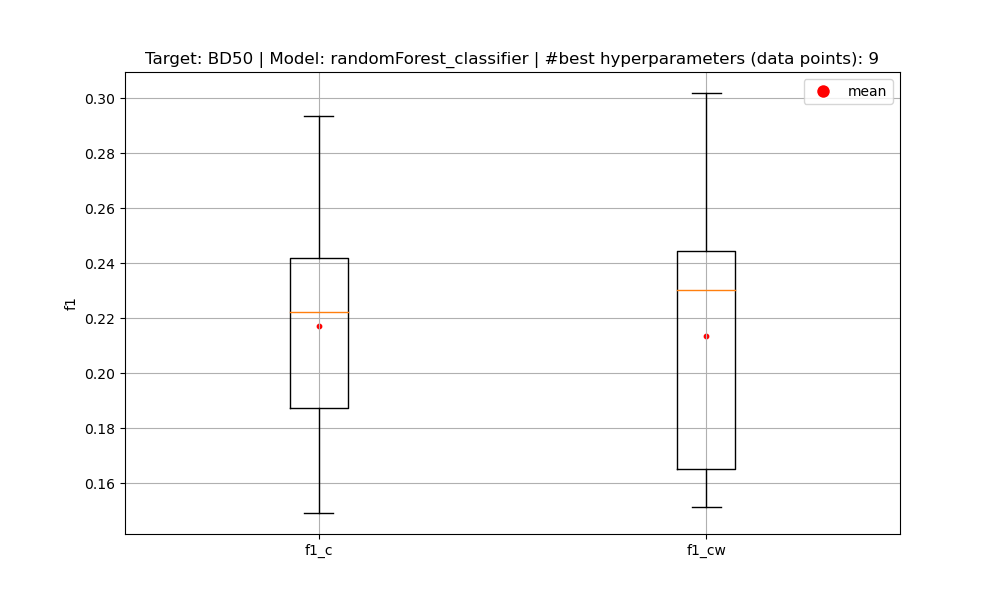 Target: BD50 | Model: randomForest_classifier | #best hyperparameters (data points): 9
mean
0.30
0.28
0.26
0.24
0.22
0.20
0.18
0.16
f1
f1_c
f1_cw